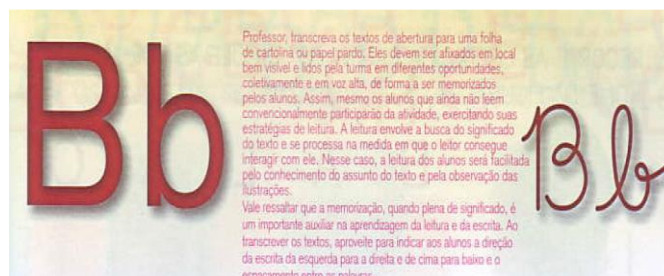 Bb
Professor, transcreva os textos de abertura para uma folha
de cartolina ou papel pardo. Eles devem ser afixados em local
bem visível e lidos pela turma em diferentes oportunidades,
coletivamente e em voz alta, de forma a ser memorizados
pelos alunos. Assim, mesmo os alunos que ainda não leem
convencionalmente participarão da atividade, exercitando suas
estratégias de leitura. A leitura envolve a busca do significado
do texto e se processa na medida em que o leitor consegue
interagir com ele. Nesse caso, a leitura dos alunos será facilitada
pelo conhecimento do assunto do texto e pela observação das
ilustrações.
Vale ressaltar que a memorização, quando plena de significado, é
um importante auxiliar na aprendizagem da leitura e da escrita. Ao
transcrever os textos, aproveite para indicar aos alunos a direção
da escrita da esquerda para a direita e de cima para baixo e o
espaçamento entre as palavras.
Bb